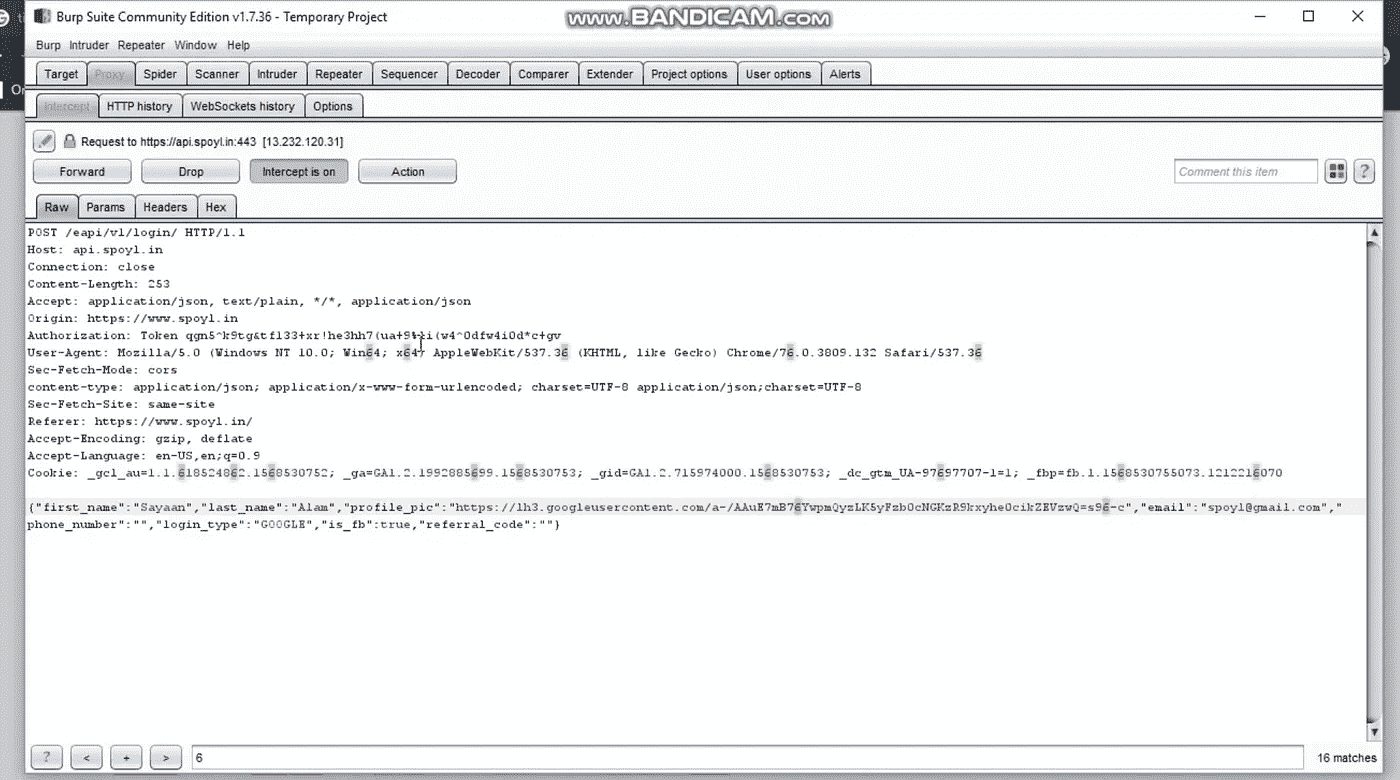 Burp Suite Community Edition v1.7.36 - Temporary Project
www.BANDICAM.com
Burp Intruder Repeater Window Help
Target Proxy Spider Scanner Intruder Repeater Sequencer Decoder Comparer Extender Project options User options Alerts
Intercept HTTP history WebSockets history Options
Request to https://api.spoyl.in:443 [13.232.120.31]
Forward Drop Intercept is on Action Comment this item ?
Raw Params Headers Hex
POST /eapi/v1/login/ HTTP/1.1
Host: api.spoyl.in
Connection: close
Content-Length: 253
Accept: application/json, text/plain, */*, application/json
Origin: https://www.spoyl.in
Authorization: Token
User-Agent: Mozilla/5.0 (Windows NT 10.0; Win64; x64) AppleWebKit/537.36 (KHTML, like Gecko) Chrome/76.0.3809.132 Safari/537.36
Sec-Fetch-Mode: cors
content-type: application/json; application/x-www-form-urlencoded; charset=UTF-8 application/json;charset=UTF-8
Sec-Fetch-Site: same-site
Referer: https://www.spoyl.in/
Accept-Encoding: gzip, deflate
Accept-Language: en-US,en;q=0.9
Cookie: _gcl_au=1.1.618524862.1568530752; _ga=GA1.2.1992885699.1568530753; _gid=GA1.2.715974000.1568530753; _dc_gtm_UA-97697707-1=1; _fbp=fb.1.1568530755073.1212216070
{"first_name":"Sayaan","last_name":"Alam","profile_pic":"https://lh3.googleusercontent.com/a-/AAuE7mB76YwpmQyzLK5yFzb0cNGKzR9kxyhe0cikZEVzwQ=s96-c","email":"spoyl@gmail.com","
phone_number":"","login_type":"GOOGLE","is_fb":true,"referral_code":""}
? < + > 6 16 matches